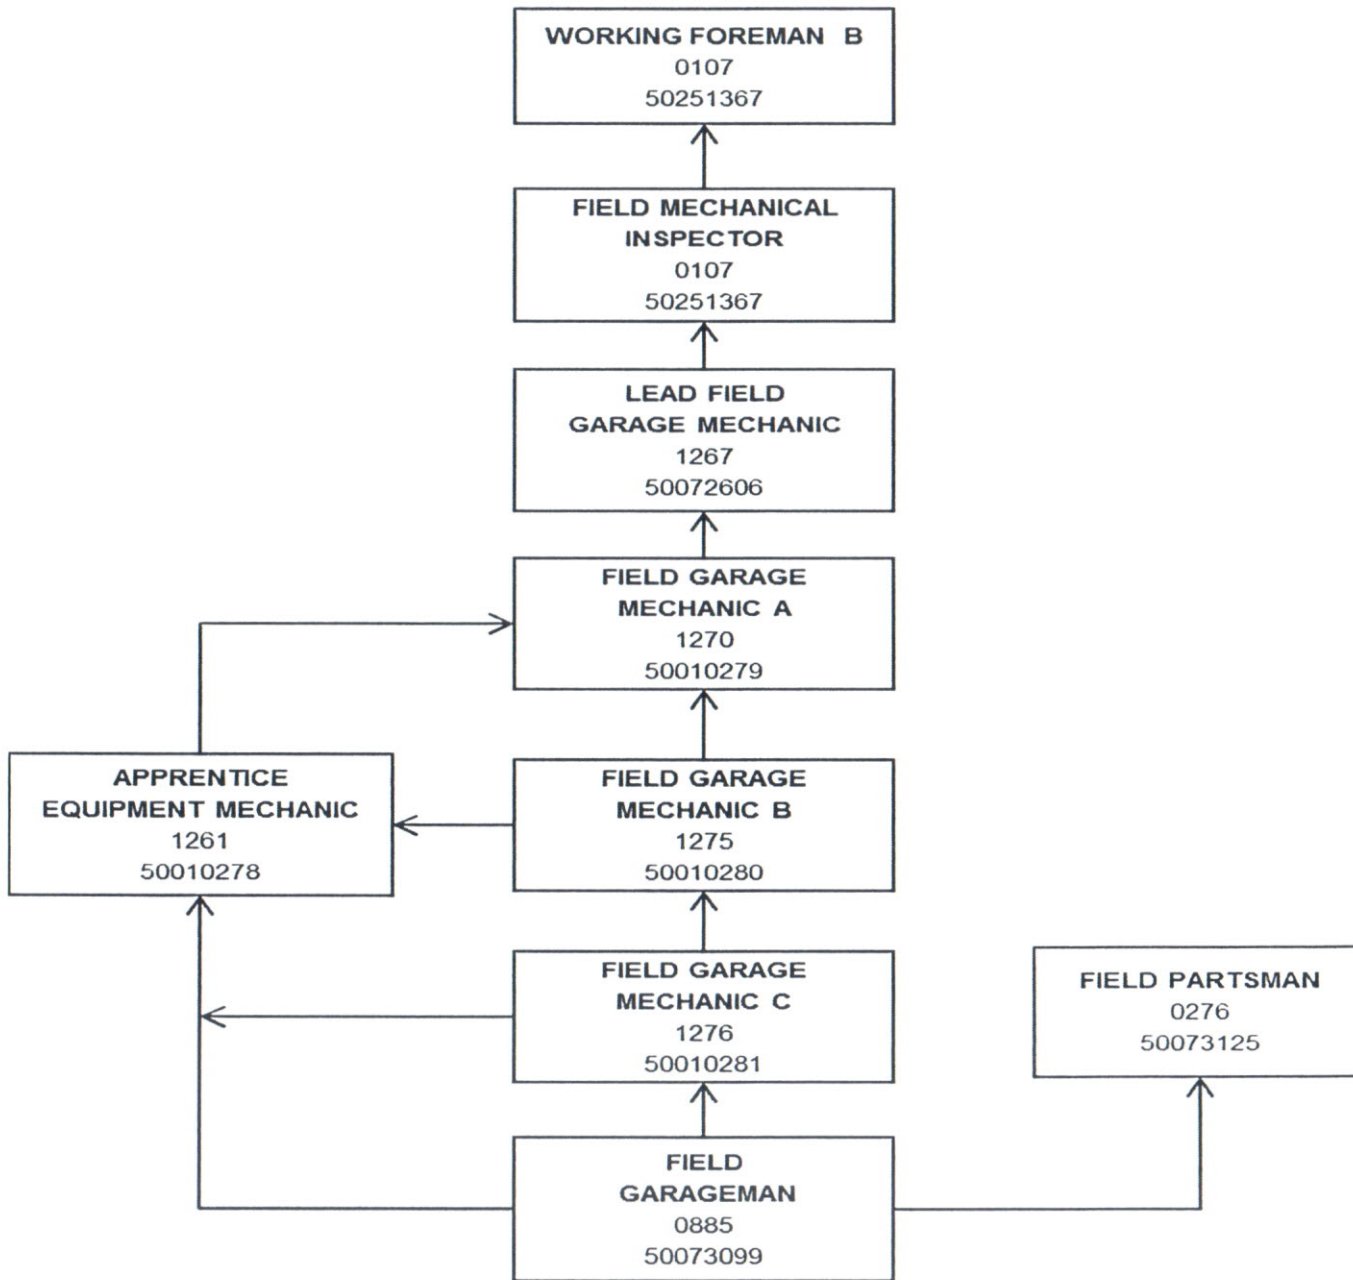 WORKING FOREMAN B
0107
50251367
FIELD MECHANICAL
INSPECTOR
0107
50251367
LEAD FIELD
GARAGE MECHANIC
1267
50072606
FIELD GARAGE
MECHANIC A
1270
50010279
APPRENTICE
EQUIPMENT MECHANIC
1261
50010278
FIELD GARAGE
MECHANIC B
1275
50010280
FIELD GARAGE
MECHANIC C
1276
50010281
FIELD PARTSMAN
0276
50073125
FIELD
GARAGEMAN
0885
50073099